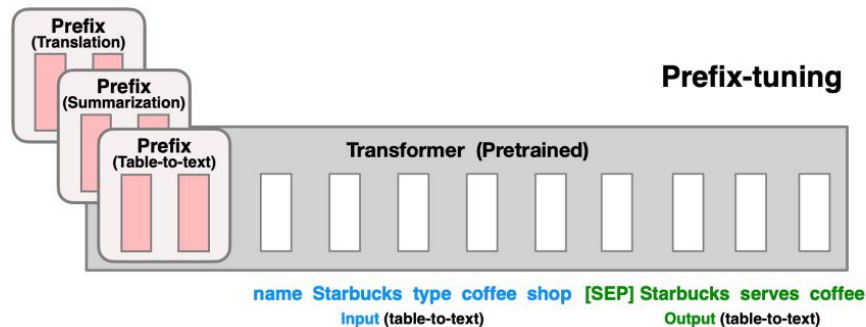 Prefix
(Translation)
Prefix
(Summarization)
Prefix
(Table-to-text)
Prefix-tuning
Transformer (Pretrained)
name Starbucks type coffee shop [SEP] Starbucks serves coffee
Input (table-to-text) Output (table-to-text)